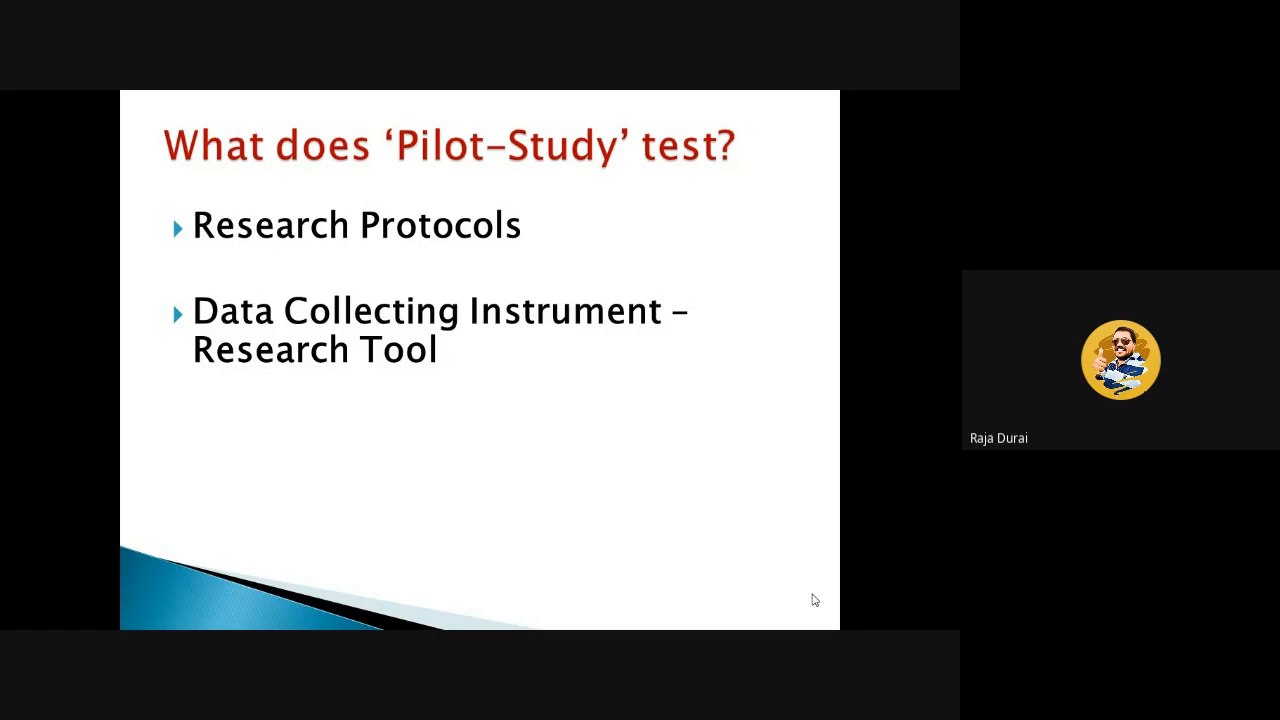 What does ‘Pilot-Study’ test?
Research Protocols
Data Collecting Instrument –
Research Tool
Raja Durai